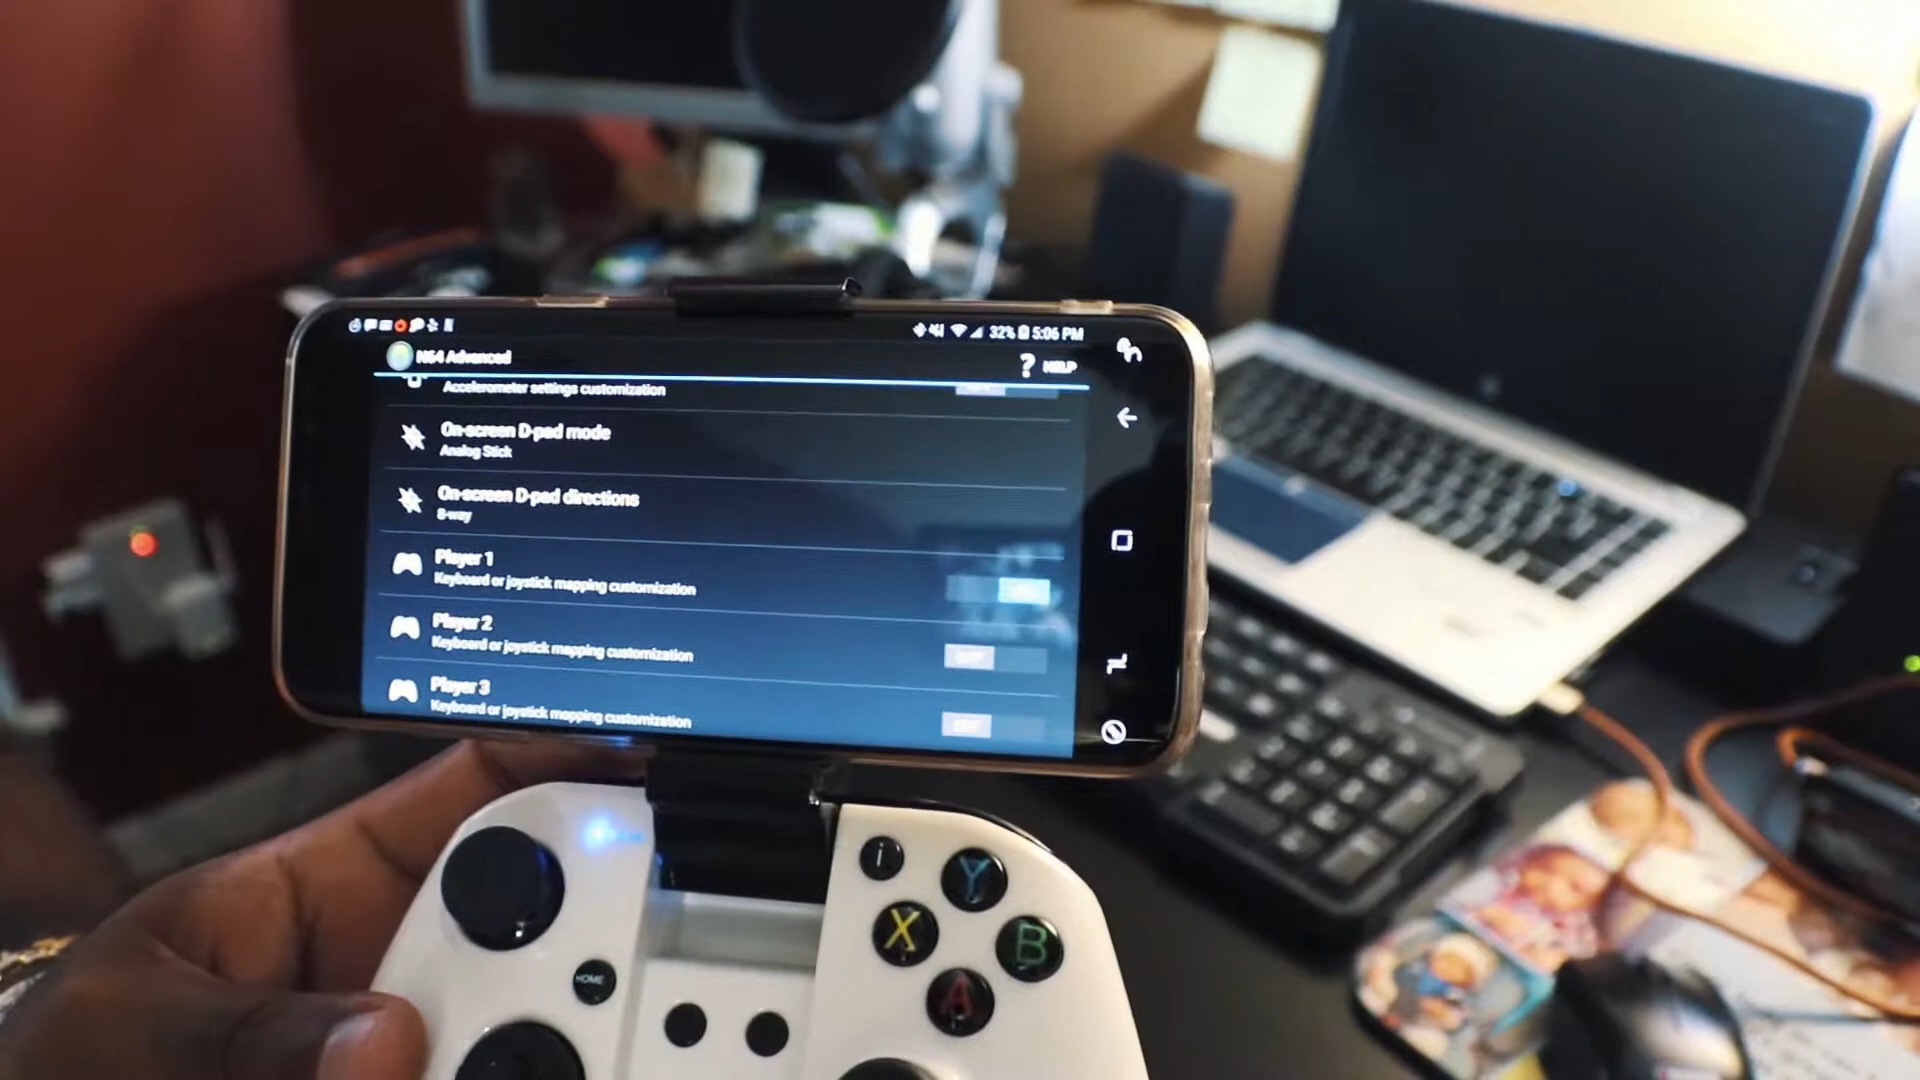 32% 5:06 PM
N64 Advanced
HELP
Accelerometer settings customization
On-screen D-pad mode
Analog Stick
On-screen D-pad directions
8-way
Player 1
Keyboard or joystick mapping customization
Player 2
Keyboard or joystick mapping customization
OFF
Player 3
Keyboard or joystick mapping customization
OFF
i
Y
X
B
A
HOME